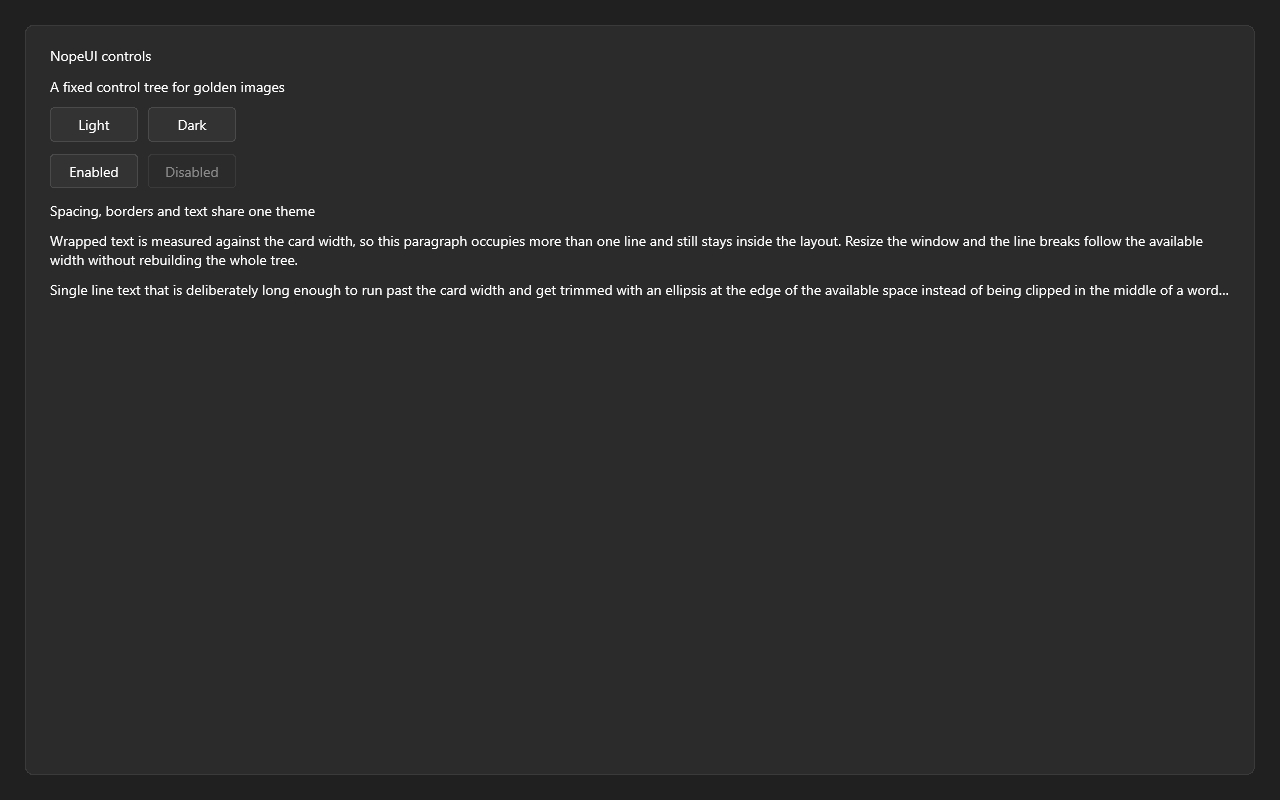 NopeUI controls
A fixed control tree for golden images
Light Dark
Enabled Disabled
Spacing, borders and text share one theme
Wrapped text is measured against the card width, so this paragraph occupies more than one line and still stays inside the layout. Resize the window and the line breaks follow the available
width without rebuilding the whole tree.
Single line text that is deliberately long enough to run past the card width and get trimmed with an ellipsis at the edge of the available space instead of being clipped in the middle of a word...